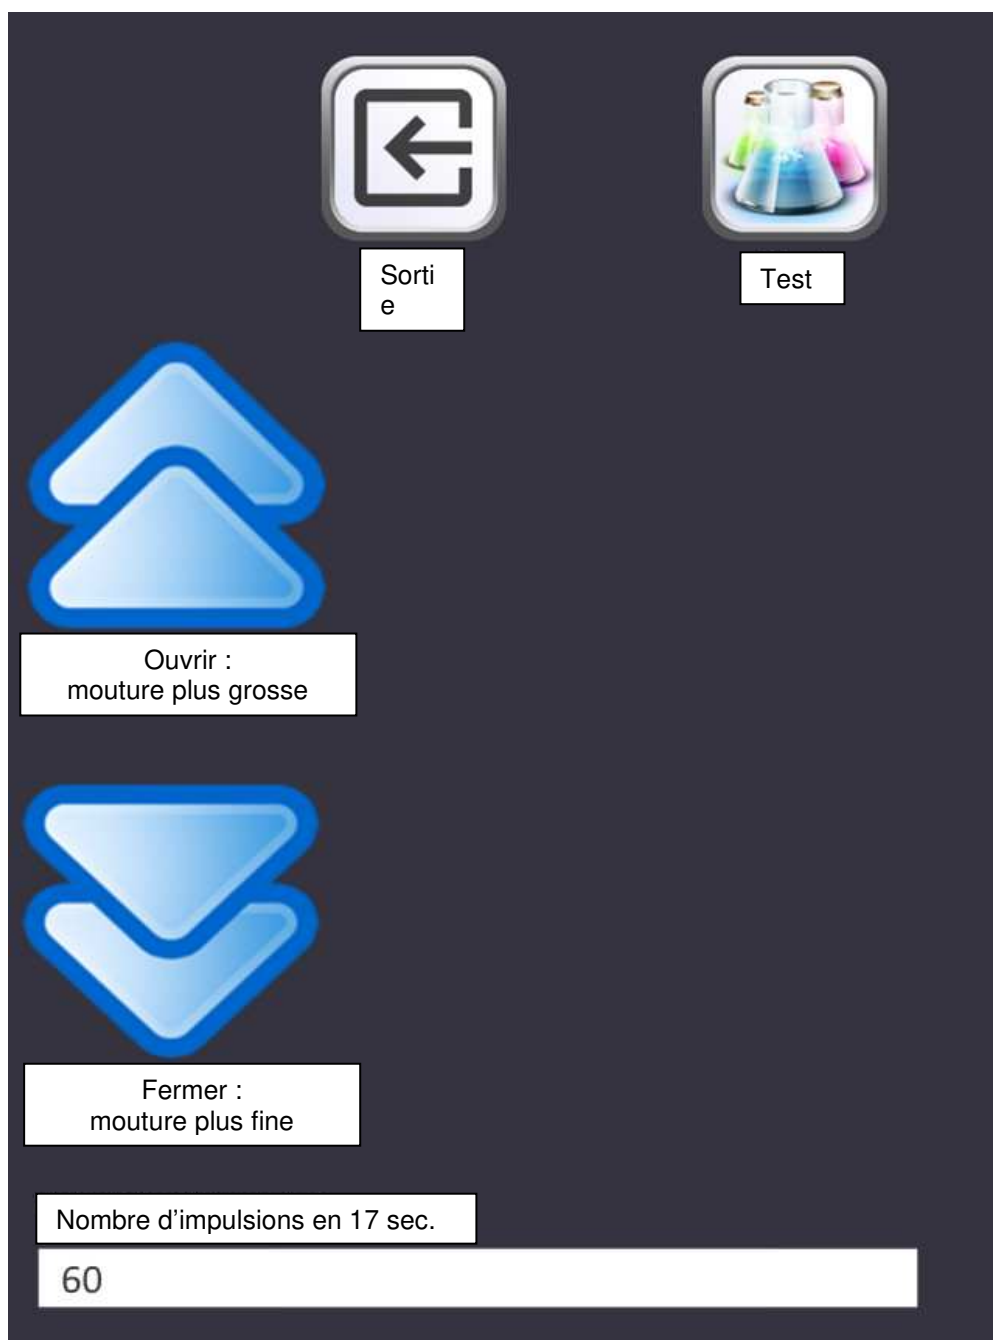 Sorti
e
Test
Ouvrir :
mouture plus grosse
Fermer :
mouture plus fine
Nombre d’impulsions en 17 sec.
60